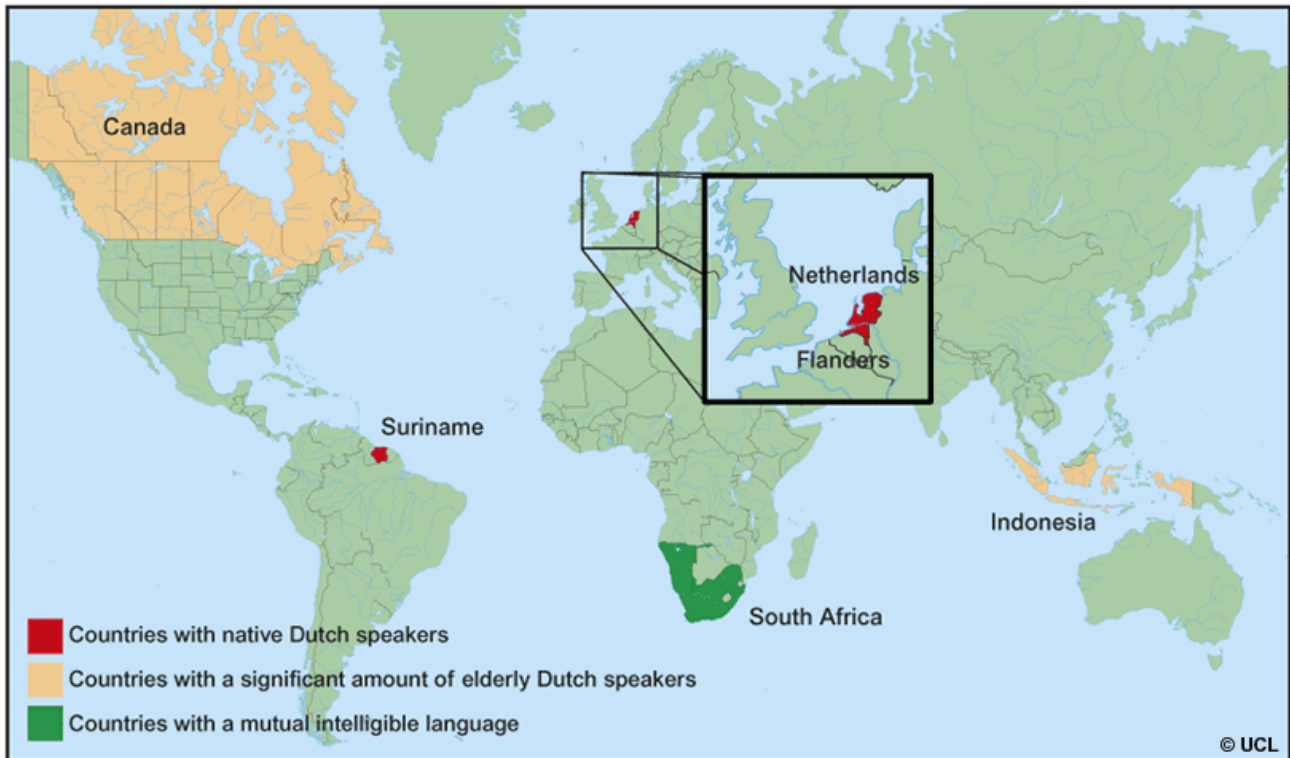 Canada
Netherlands
Flanders
Suriname
Indonesia
South Africa
Countries with native Dutch speakers
Countries with a significant amount of elderly Dutch speakers
Countries with a mutual intelligible language
© UCL